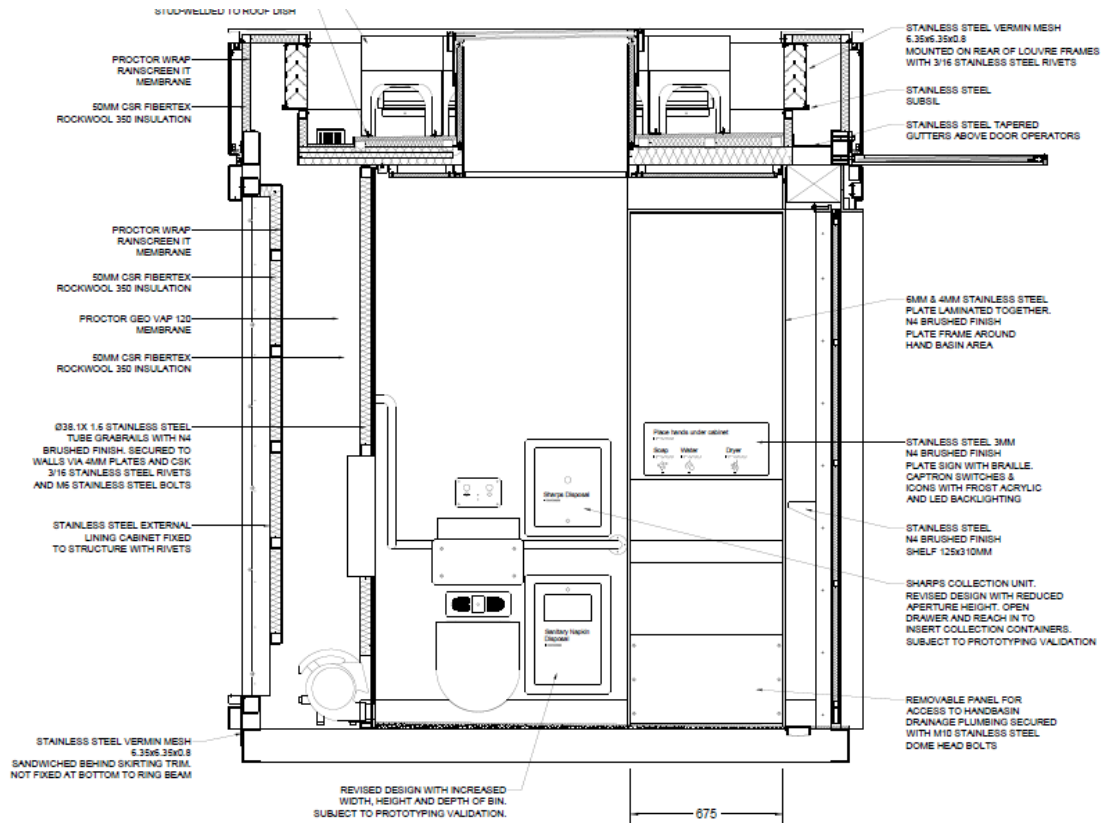 STUD-WELDED TO ROOF DISH
PROCTOR WRAP
RAINSCREEN IT
MEMBRANE
50MM CSR FIBERTEX
ROCKWOOL 350 INSULATION
PROCTOR WRAP
RAINSCREEN IT
MEMBRANE
50MM CSR FIBERTEX
ROCKWOOL 350 INSULATION
PROCTOR GEO VAP 120
MEMBRANE
50MM CSR FIBERTEX
ROCKWOOL 350 INSULATION
Ø38.1X 1.6 STAINLESS STEEL
TUBE GRABRAILS WITH N4
BRUSHED FINISH. SECURED TO
WALLS VIA 4MM PLATES AND CSK
3/16 STAINLESS STEEL RIVETS
AND M6 STAINLESS STEEL BOLTS
STAINLESS STEEL EXTERNAL
LINING CABINET FIXED
TO STRUCTURE WITH RIVETS
STAINLESS STEEL VERMIN MESH
6.35x6.35x0.8
SANDWICHED BEHIND SKIRTING TRIM.
NOT FIXED AT BOTTOM TO RING BEAM
REVISED DESIGN WITH INCREASED
WIDTH, HEIGHT AND DEPTH OF BIN.
SUBJECT TO PROTOTYPING VALIDATION.
Sharps Disposal
Sanitary Napkin
Disposal
Place hands under cabinet
Soap Water Dryer
675
STAINLESS STEEL VERMIN MESH
6.35x6.35x0.8
MOUNTED ON REAR OF LOUVRE FRAMES
WITH 3/16 STAINLESS STEEL RIVETS
STAINLESS STEEL
SUBSIL
STAINLESS STEEL TAPERED
GUTTERS ABOVE DOOR OPERATORS
6MM & 4MM STAINLESS STEEL
PLATE LAMINATED TOGETHER.
N4 BRUSHED FINISH
PLATE FRAME AROUND
HAND BASIN AREA
STAINLESS STEEL 3MM
N4 BRUSHED FINISH
PLATE SIGN WITH BRAILLE.
CAPTRON SWITCHES &
ICONS WITH FROST ACRYLIC
AND LED BACKLIGHTING
STAINLESS STEEL
N4 BRUSHED FINISH
SHELF 125x310MM
SHARPS COLLECTION UNIT.
REVISED DESIGN WITH REDUCED
APERTURE HEIGHT. OPEN
DRAWER AND REACH IN TO
INSERT COLLECTION CONTAINERS.
SUBJECT TO PROTOTYPING VALIDATION
REMOVABLE PANEL FOR
ACCESS TO HANDBASIN
DRAINAGE PLUMBING SECURED
WITH M10 STAINLESS STEEL
DOME HEAD BOLTS